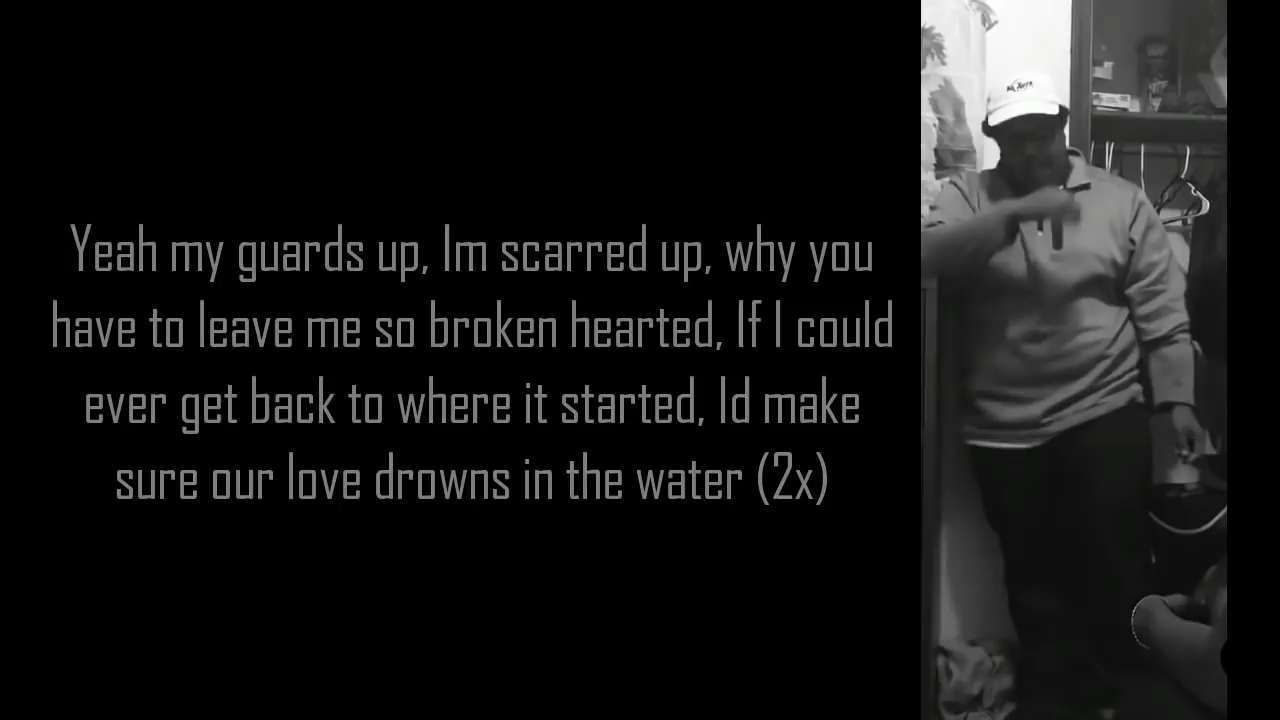 Yeah my guards up, Im scarred up, why you
have to leave me so broken hearted, If I could
ever get back to where it started, Id make
sure our love drowns in the water (2x)